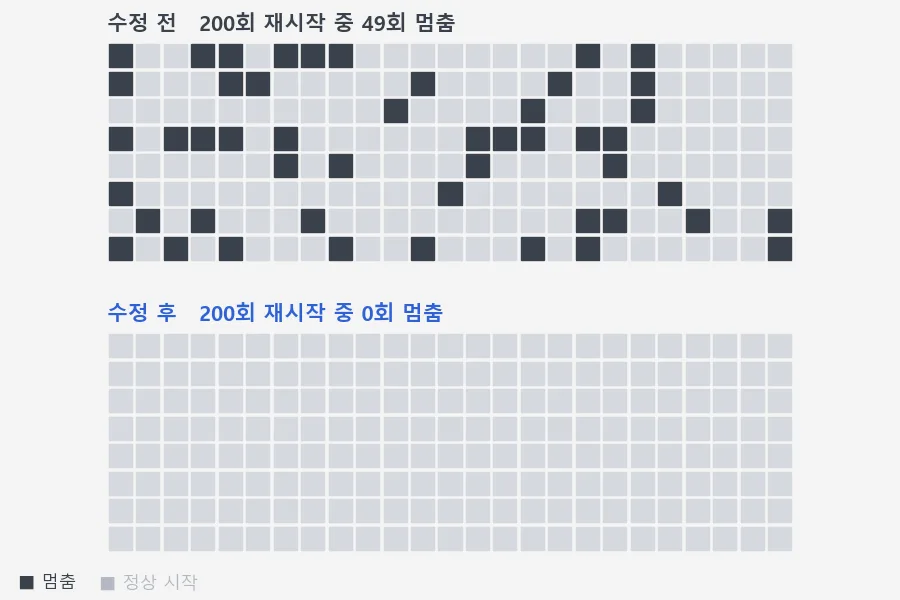 수정 전 200회 재시작 중 49회 멈춤
수정 후 200회 재시작 중 0회 멈춤
멈춤 정상 시작